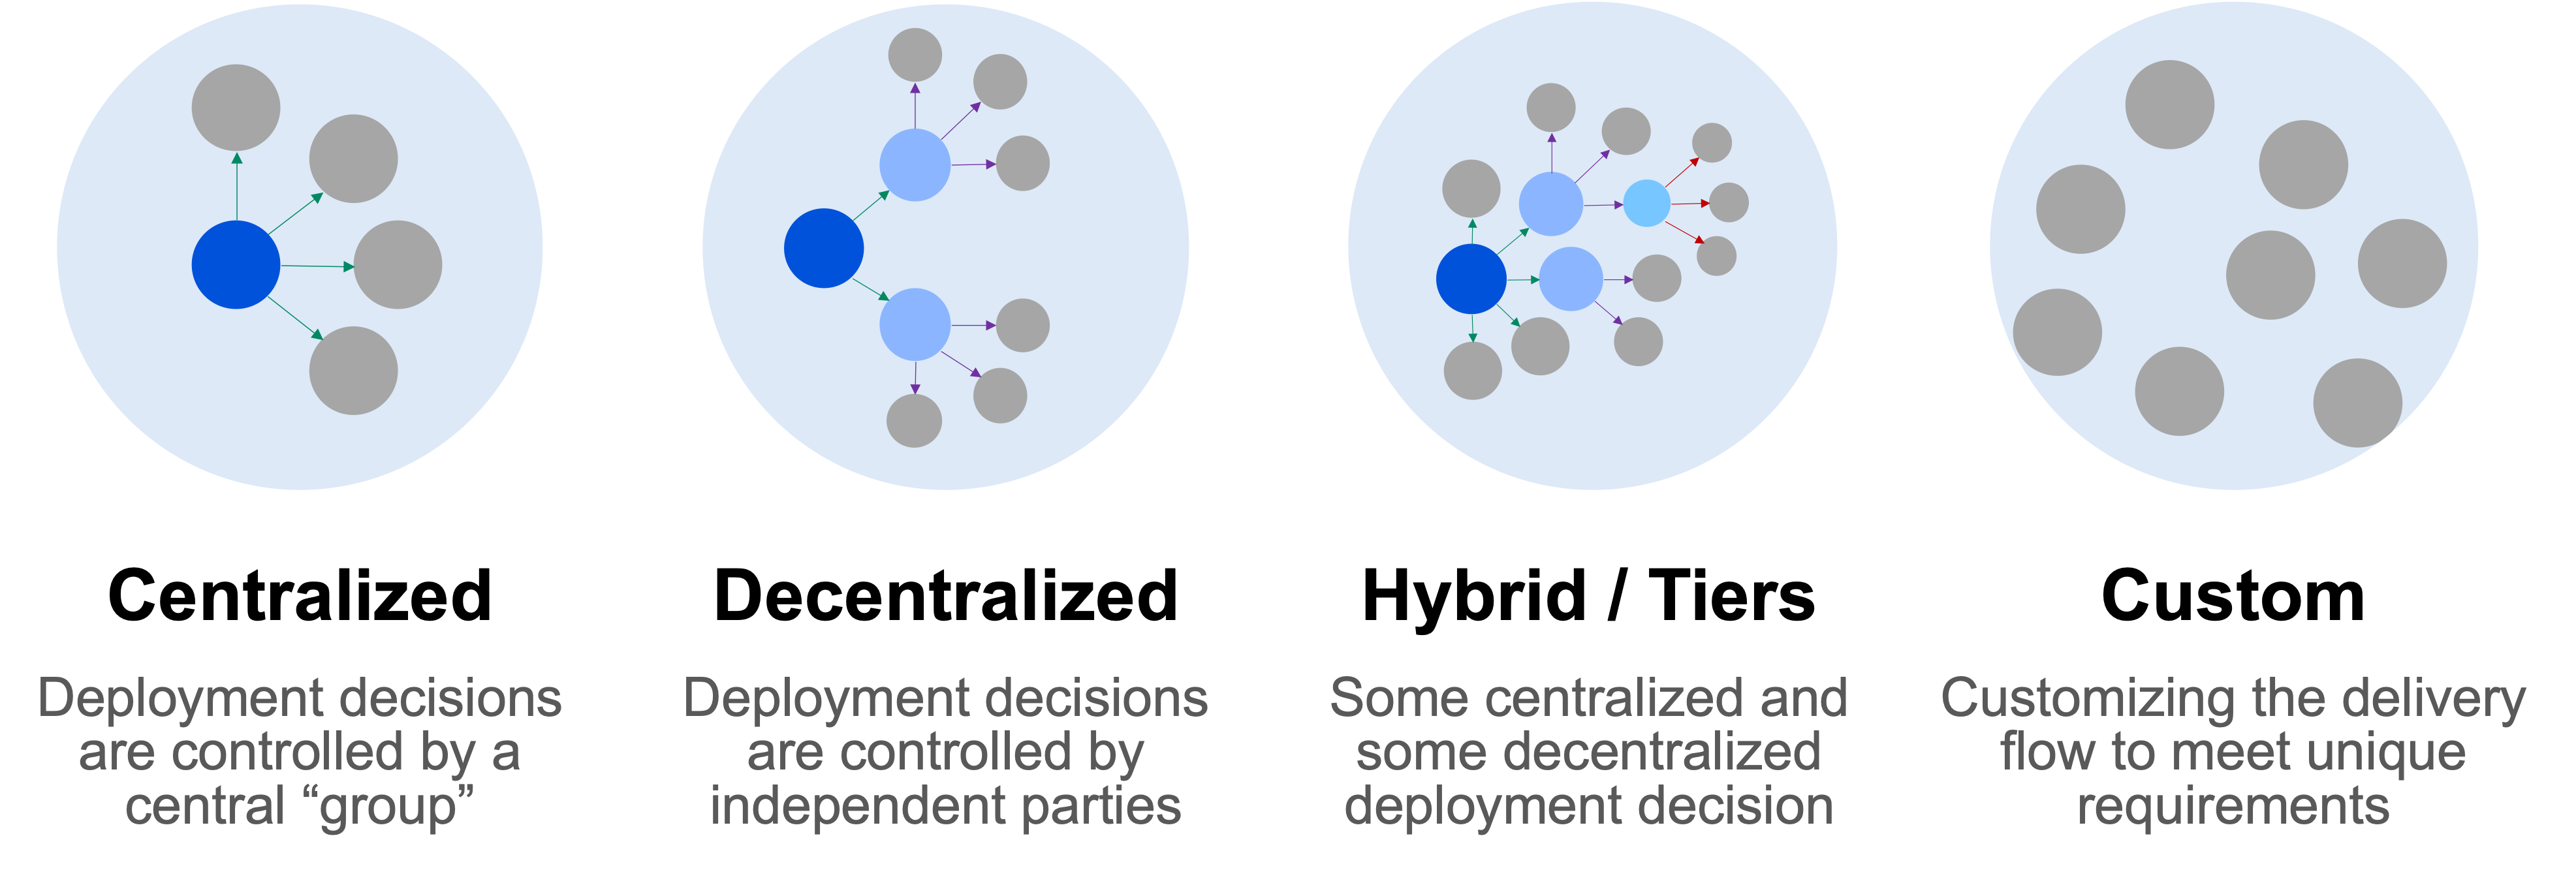 Centralized
Deployment decisions
are controlled by a
central “group”
Decentralized
Deployment decisions
are controlled by
independent parties
Hybrid / Tiers
Some centralized and
some decentralized
deployment decision
Custom
Customizing the delivery
flow to meet unique
requirements